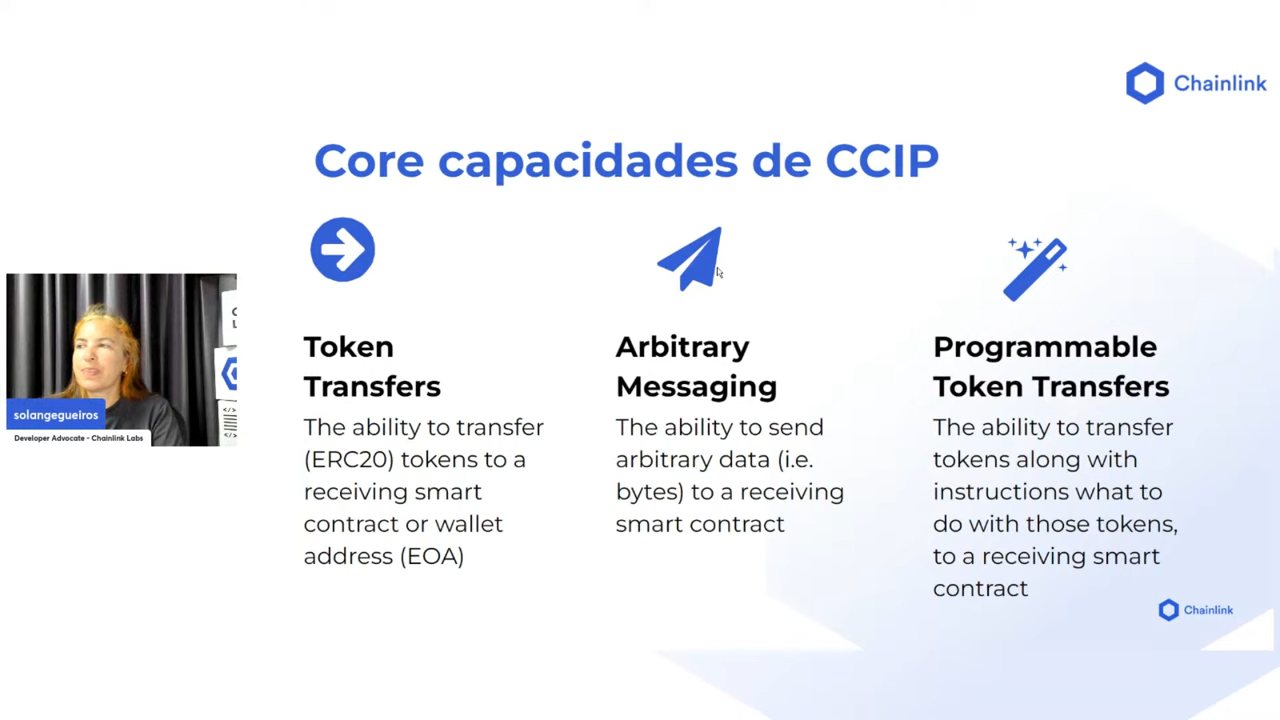 Chainlink
Core capacidades de CCIP
Token
Transfers
The ability to transfer
(ERC20) tokens to a
receiving smart
contract or wallet
address (EOA)
Arbitrary
Messaging
The ability to send
arbitrary data (i.e.
bytes) to a receiving
smart contract
Programmable
Token Transfers
The ability to transfer
tokens along with
instructions what to
do with those tokens,
to a receiving smart
contract
solangegueiros
Developer Advocate - Chainlink Labs
Chainlink